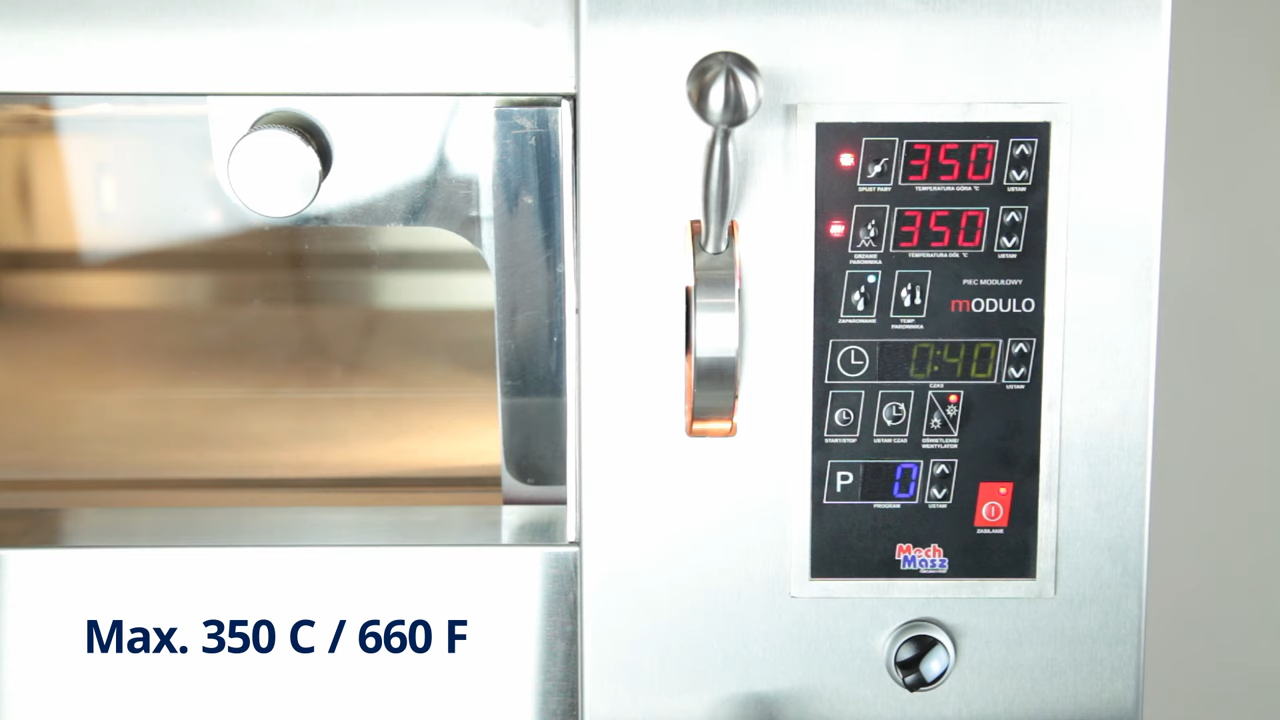 350
SPUST PARY
TEMPERATURA GÓRA °C
USTAW
350
GRZANIE
PAROWNIKA
TEMPERATURA DÓŁ °C
USTAW
PIEC MODUŁOWY
mODULO
ZAPAROWANIE
TEMP.
PAROWNIKA
0:40
CZAS
USTAW
START/STOP
USTAW CZAS
OŚWIETLENIE/
WENTYLATOR
P 0
PROGRAM
USTAW
ZASILANIE
Mech
Masz
Max. 350 C / 660 F